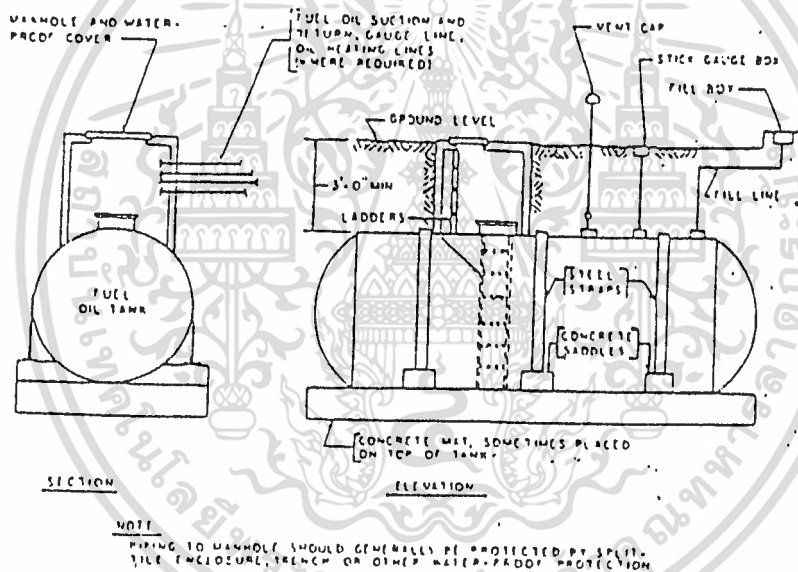 MANHOLE AND WATER-
PROOF COVER
FUEL OIL SUCTION AND
RETURN, GAUGE LINE,
OIL HEATING LINES
(WHERE REQUIRED)
VENT CAP
STICK GAUGE BOX
FILL BOX
GROUND LEVEL
3'-0" MIN
FILL LINE
LADDERS
FUEL
OIL TANK
STEEL
STRAPS
CONCRETE
SADDLES
CONCRETE MAT, SOMETIMES PLACED
ON TOP OF TANK
SECTION
ELEVATION
NOTE
PIPING TO MANHOLE SHOULD GENERALLY BE PROTECTED BY SPLIT-
TILE ENCLOSURE, TRENCH OR OTHER WATER-PROOF PROTECTION